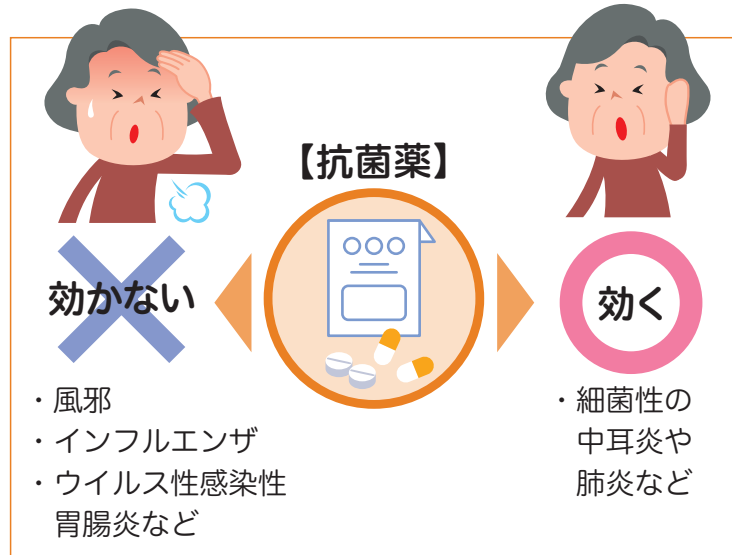 【抗菌薬】
効かない
・風邪
・インフルエンザ
・ウイルス性感染性
胃腸炎など
効く
・細菌性の
中耳炎や
肺炎など